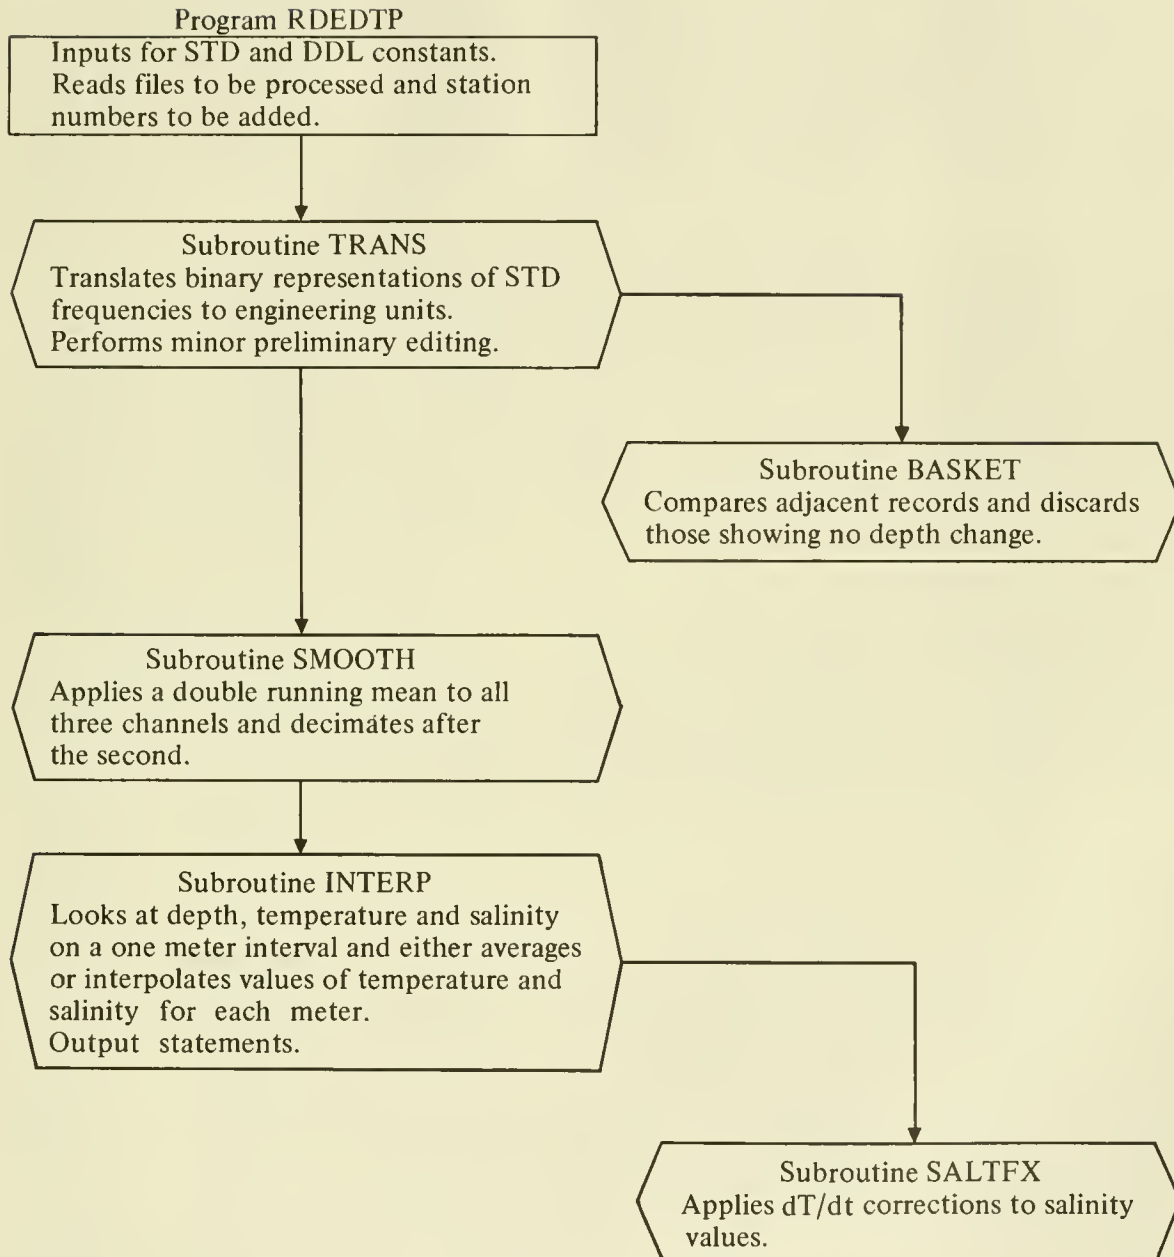 Program RDEDTP
Inputs for STD and DDL constants.
Reads files to be processed and station
numbers to be added.
Subroutine TRANS
Translates binary representations of STD
frequencies to engineering units.
Performs minor preliminary editing.
Subroutine BASKET
Compares adjacent records and discards
those showing no depth change.
Subroutine SMOOTH
Applies a double running mean to all
three channels and decimates after
the second.
Subroutine INTERP
Looks at depth, temperature and salinity
on a one meter interval and either averages
or interpolates values of temperature and
salinity for each meter.
Output statements.
Subroutine SALTFX
Applies dT/dt corrections to salinity
values.